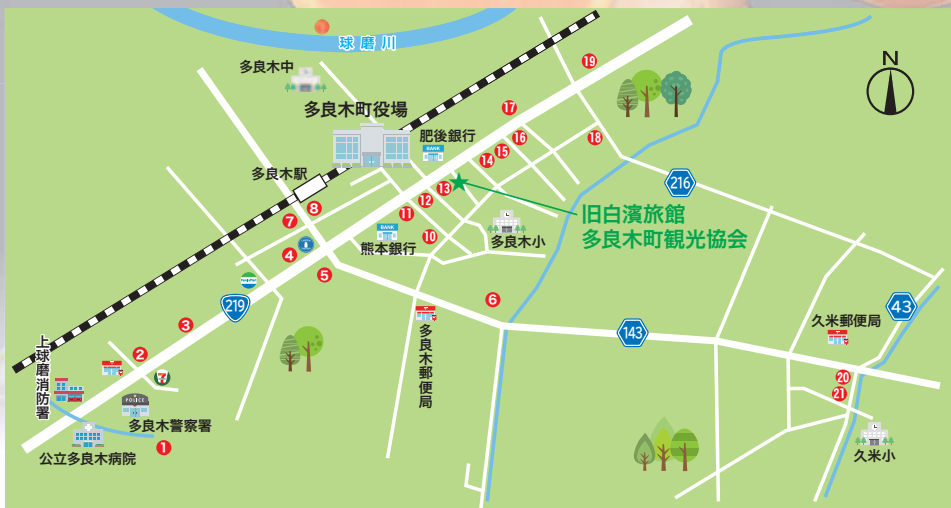 球磨川
多良木中
N
⑲
多良木町役場
⑰
肥後銀行
BANK
⑯
⑱
⑮
⑭
多良木駅
216
⑬
⑧
⑫
旧白濱旅館
多良木町観光協会
⑦
⑪
BANK
⑩
熊本銀行
多良木小
④
⑤
FamilyMart
219
⑥
43
③
143
久米郵便局
多良木郵便局
上球磨消防署
②
7
⑳
㉑
POLICE
多良木警察署
①
公立多良木病院
久米小